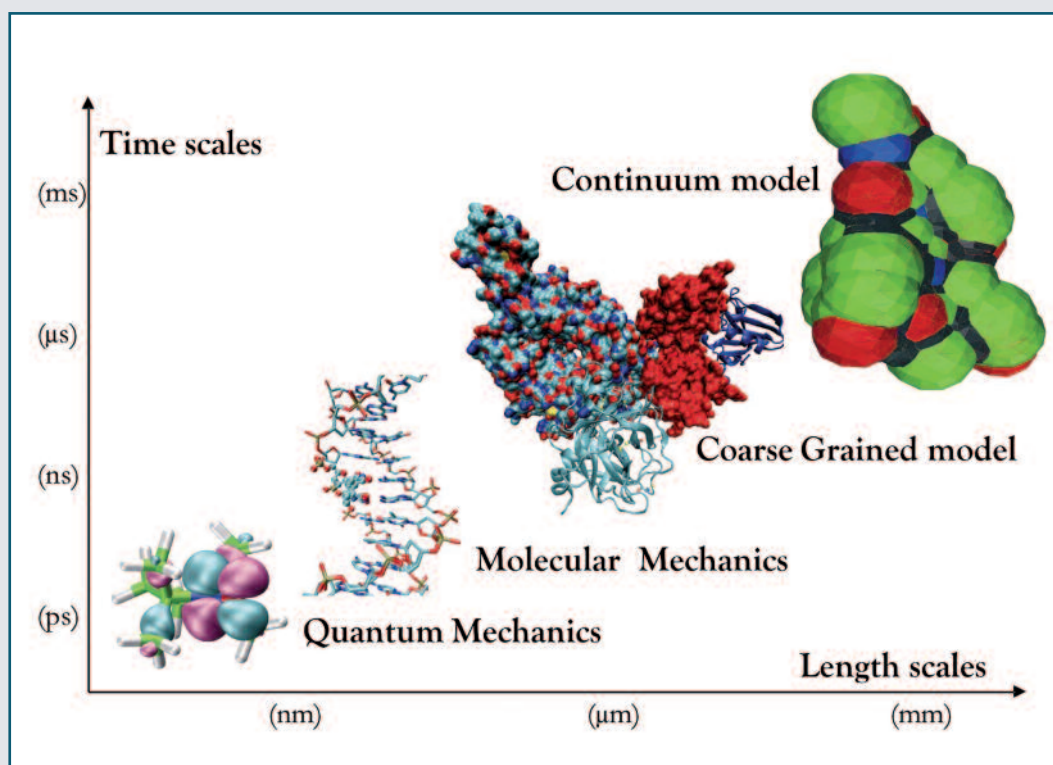 Time scales
(ms)
Continuum model
(µs)
Coarse Grained model
(ns)
Molecular Mechanics
(ps)
Quantum Mechanics
Length scales
(nm)
(µm)
(mm)